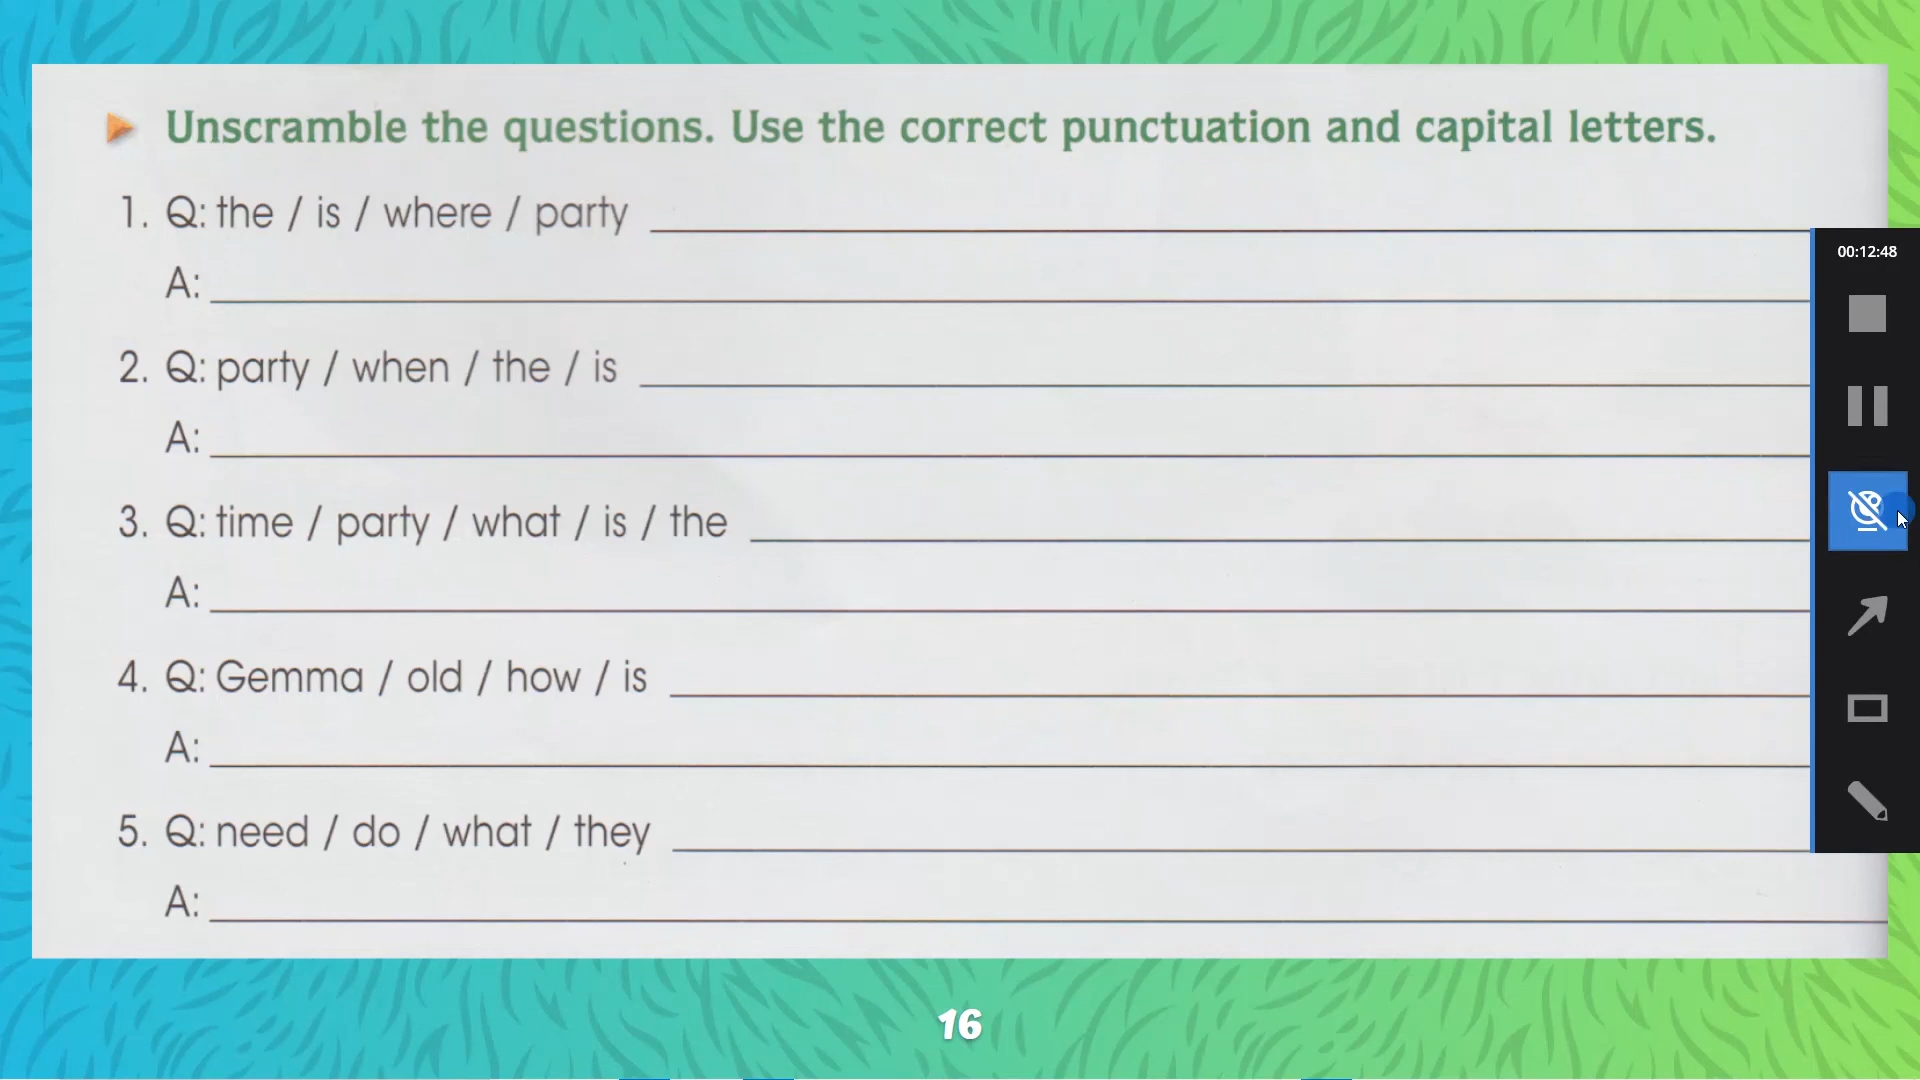 Unscramble the questions. Use the correct punctuation and capital letters.
1. Q: the / is / where / party
A:
2. Q: party / when / the / is
A:
3. Q: time / party / what / is / the
A:
4. Q: Gemma / old / how / is
A:
5. Q: need / do / what / they
A:
00:12:48
16